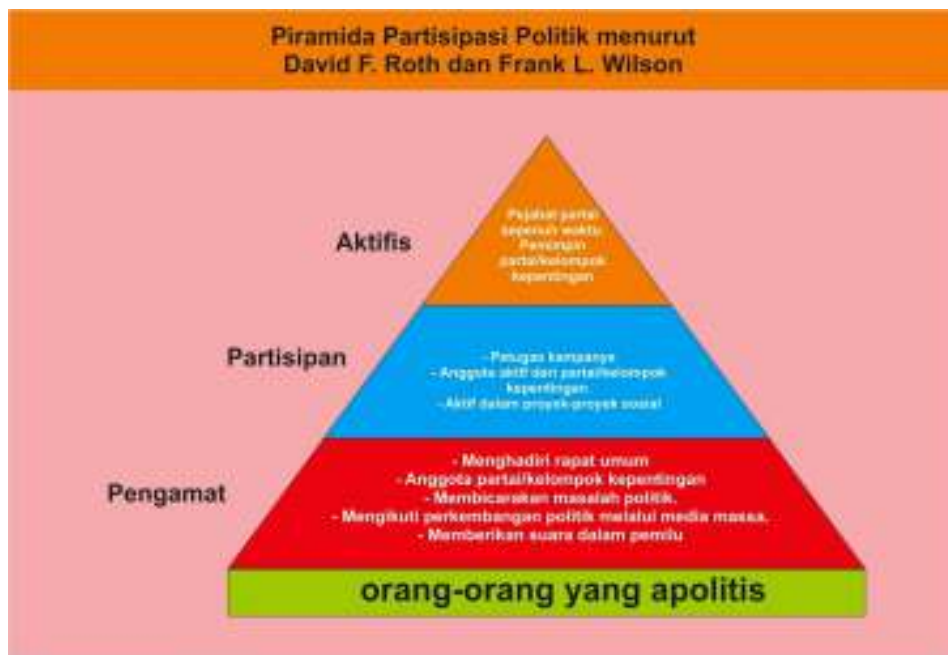 Piramida Partisipasi Politik menurut
David F. Roth dan Frank L. Wilson
Aktifis
Pejabat partai
sepenuh waktu
Pemimpin
partai/kelompok
kepentingan
Partisipan
- Petugas kampanye
- Anggota aktif dari partai/kelompok
kepentingan
- Aktif dalam proyek-proyek sosial
Pengamat
- Menghadiri rapat umum
- Anggota partai/kelompok kepentingan
- Membicarakan masalah politik.
- Mengikuti perkembangan politik melalui media massa.
- Memberikan suara dalam pemilu
orang-orang yang apolitis